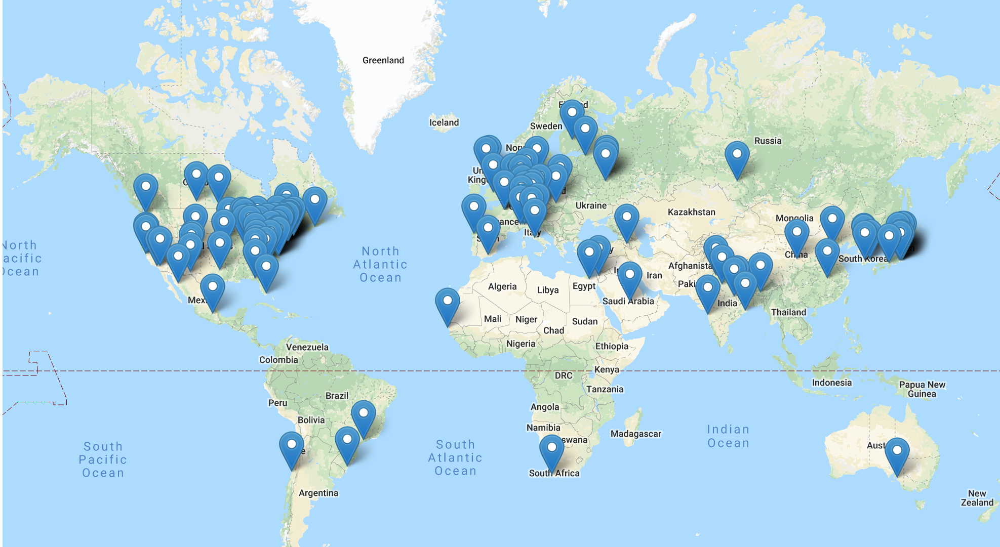 Greenland
Iceland
Sweden
Russia
Ukraine
Kazakhstan
Mongolia
North
Atlantic
Ocean
Italy
South Korea
Afghanista
Iran
Algeria
Libya
Egypt
Saudi Arabia
India
Thailand
Mali
Niger
Sudan
Chad
Nigeria
Ethiopia
Venezuela
Colombia
Kenya
DRC
Tanzania
Indonesia
Papua New
Guinea
Brazil
Peru
Bolivia
Angola
Namibia
Madagascar
Indian
Ocean
South
Pacific
Ocean
South
Atlantic
Ocean
South Africa
Argentina
New
Zealand